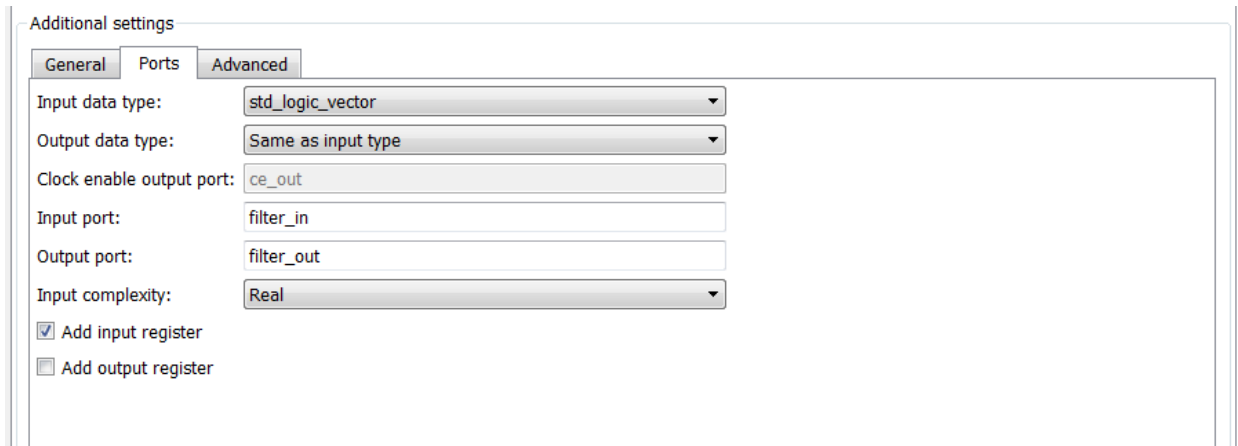 Additional settings
General Ports Advanced
Input data type: std_logic_vector
Output data type: Same as input type
Clock enable output port: ce_out
Input port: filter_in
Output port: filter_out
Input complexity: Real
Add input register
Add output register